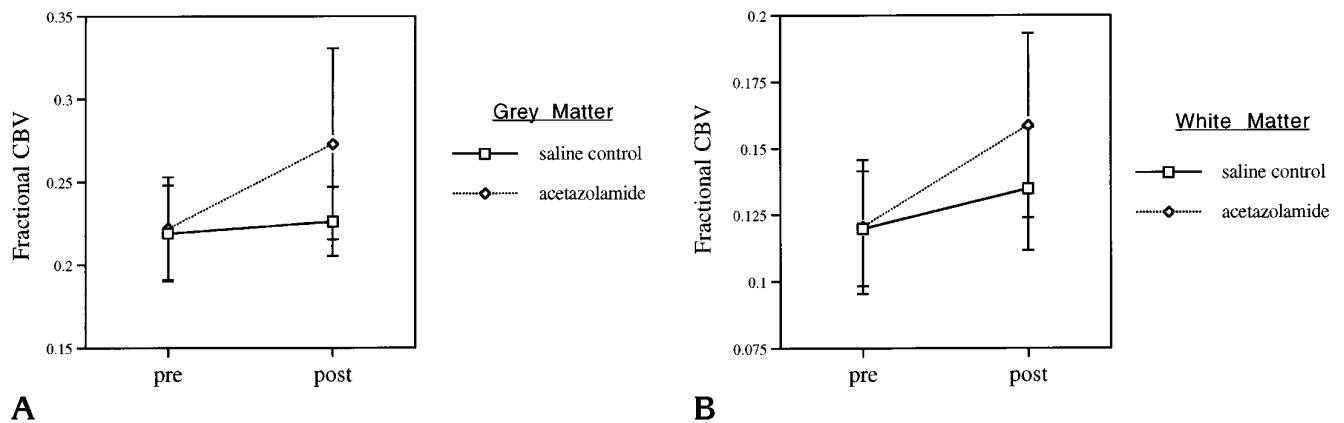 0.35
0.3
0.25
0.2
0.15
Fractional CBV
pre post
Grey Matter
saline control
acetazolamide
A
0.2
0.175
0.15
0.125
0.1
0.075
Fractional CBV
pre post
White Matter
saline control
acetazolamide
B